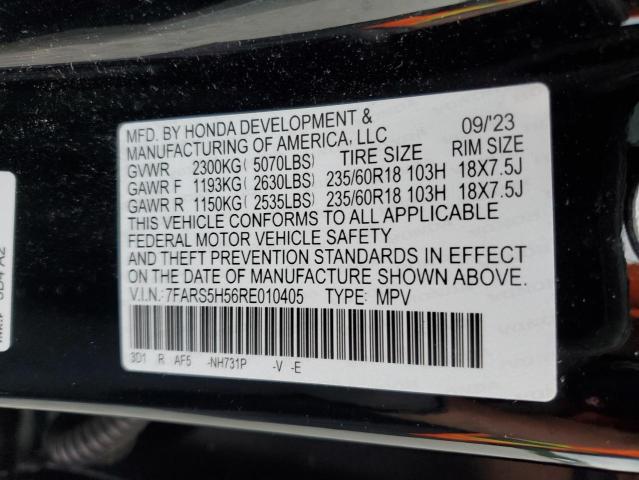 MFD. BY HONDA DEVELOPMENT &
MANUFACTURING OF AMERICA, LLC 09/'23
GVWR 2300KG( 5070LBS) TIRE SIZE RIM SIZE
GAWR F 1193KG( 2630LBS) 235/60R18 103H 18X7.5J
GAWR R 1150KG( 2535LBS) 235/60R18 103H 18X7.5J
THIS VEHICLE CONFORMS TO ALL APPLICABLE
FEDERAL MOTOR VEHICLE SAFETY
AND THEFT PREVENTION STANDARDS IN EFFECT
ON THE DATE OF MANUFACTURE SHOWN ABOVE.
V.I.N.: 7FARS5H56RE010405 TYPE: MPV
3D1 R AF5 -NH731P -V -E